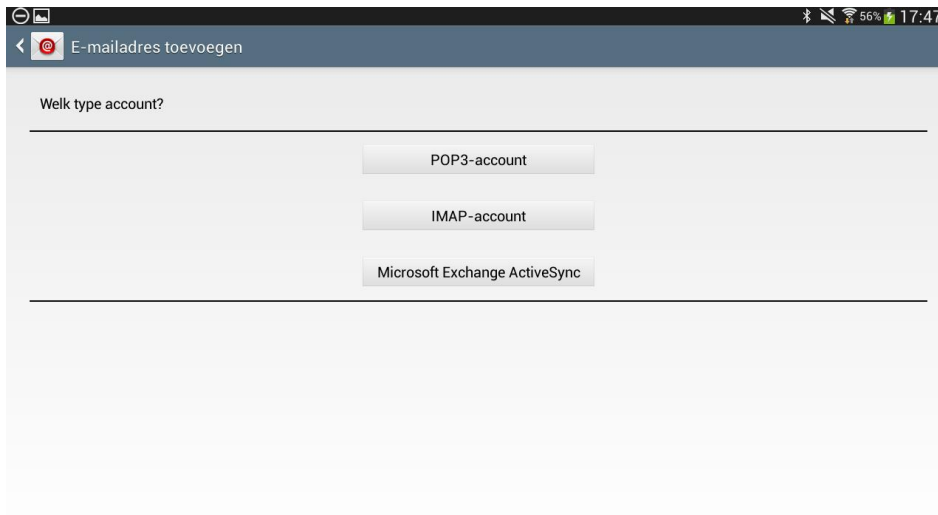 56% 17:47
E-mailadres toevoegen
Welk type account?
POP3-account
IMAP-account
Microsoft Exchange ActiveSync